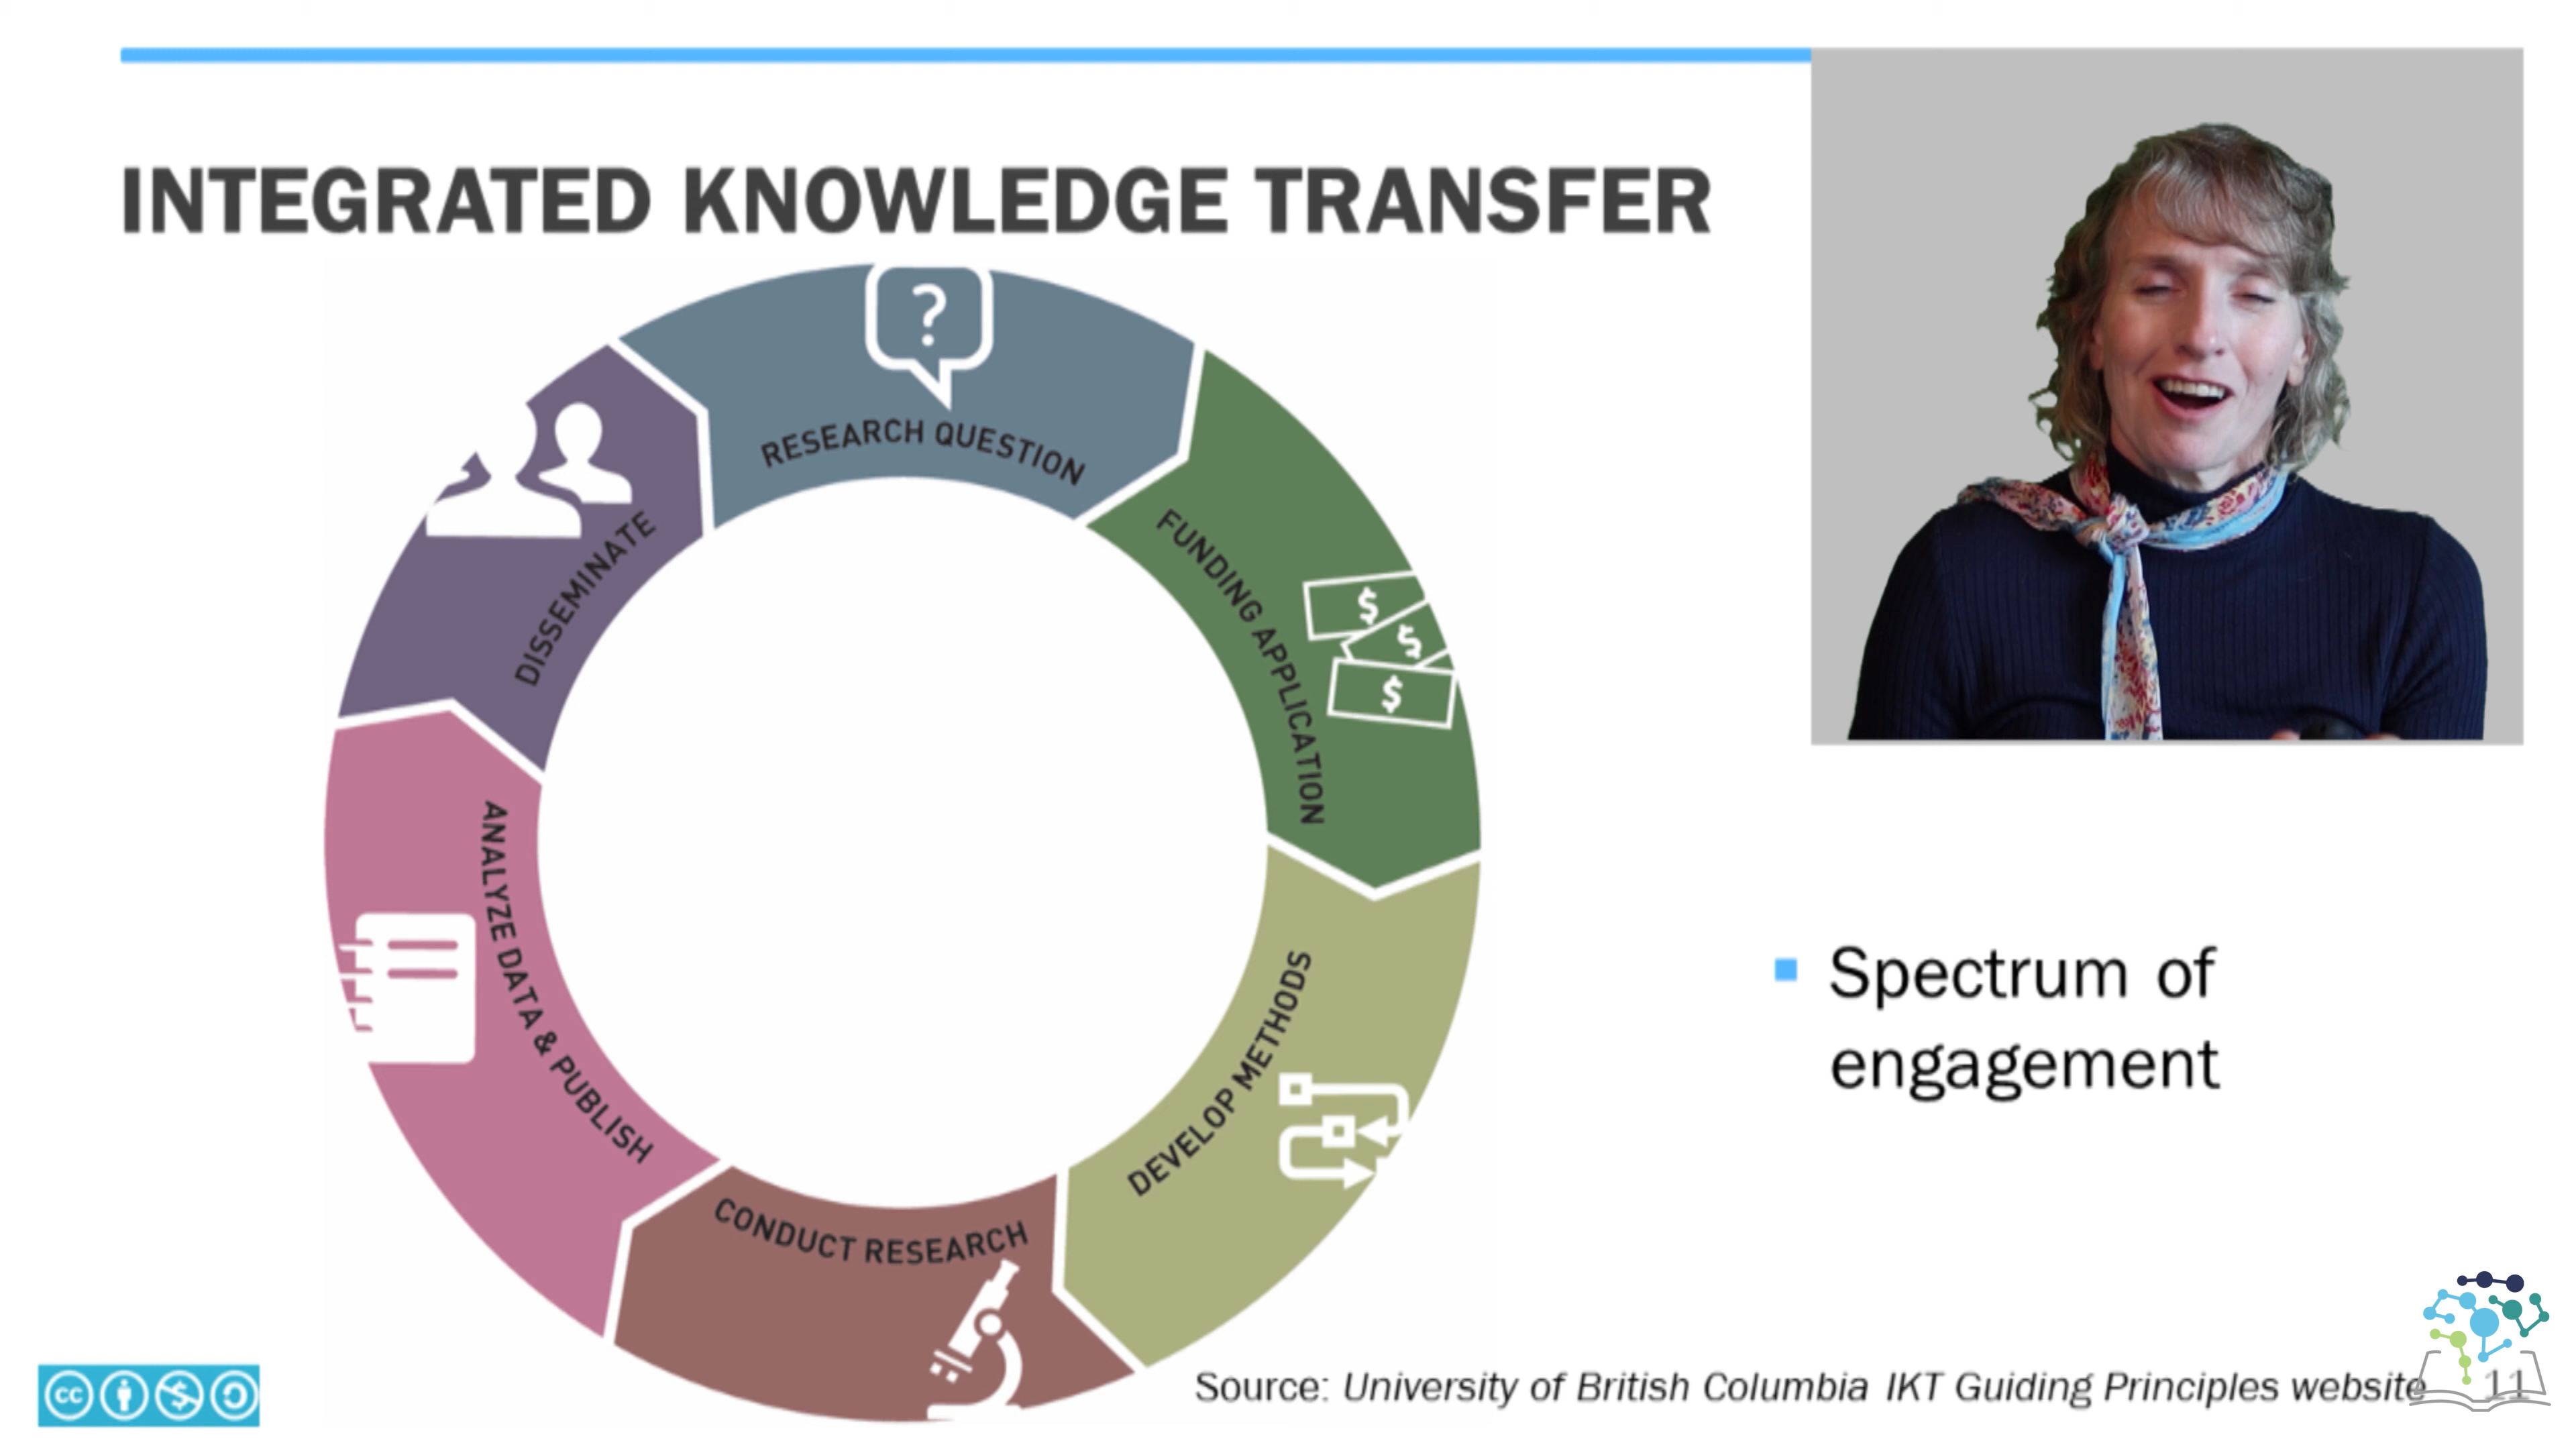 INTEGRATED KNOWLEDGE TRANSFER
?
RESEARCH QUESTION
FUNDING APPLICATION
$
$
$
DEVELOP METHODS
CONDUCT RESEARCH
ANALYZE DATA & PUBLISH
DISSEMINATE
Spectrum of
engagement
Source: University of British Columbia IKT Guiding Principles website
11
cc